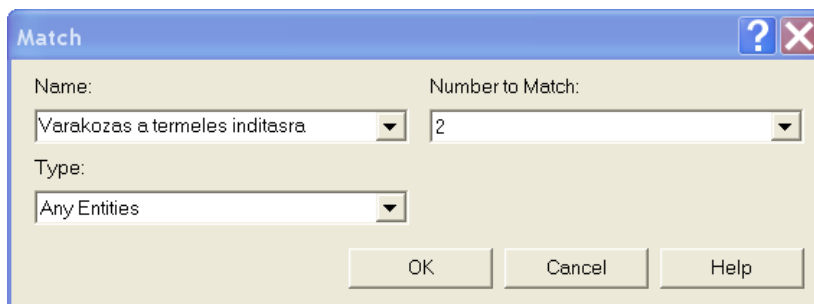 Match
Name:
Number to Match:
Varakozas a termeles inditasra
2
Type:
Any Entities
OK
Cancel
Help